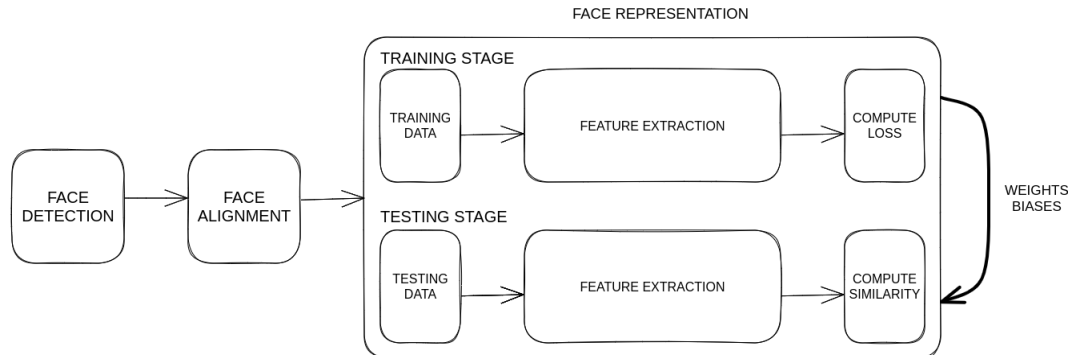 FACE REPRESENTATION
TRAINING STAGE
TRAINING
DATA
FEATURE EXTRACTION
COMPUTE
LOSS
FACE
DETECTION
FACE
ALIGNMENT
WEIGHTS
BIASES
TESTING STAGE
TESTING
DATA
FEATURE EXTRACTION
COMPUTE
SIMILARITY